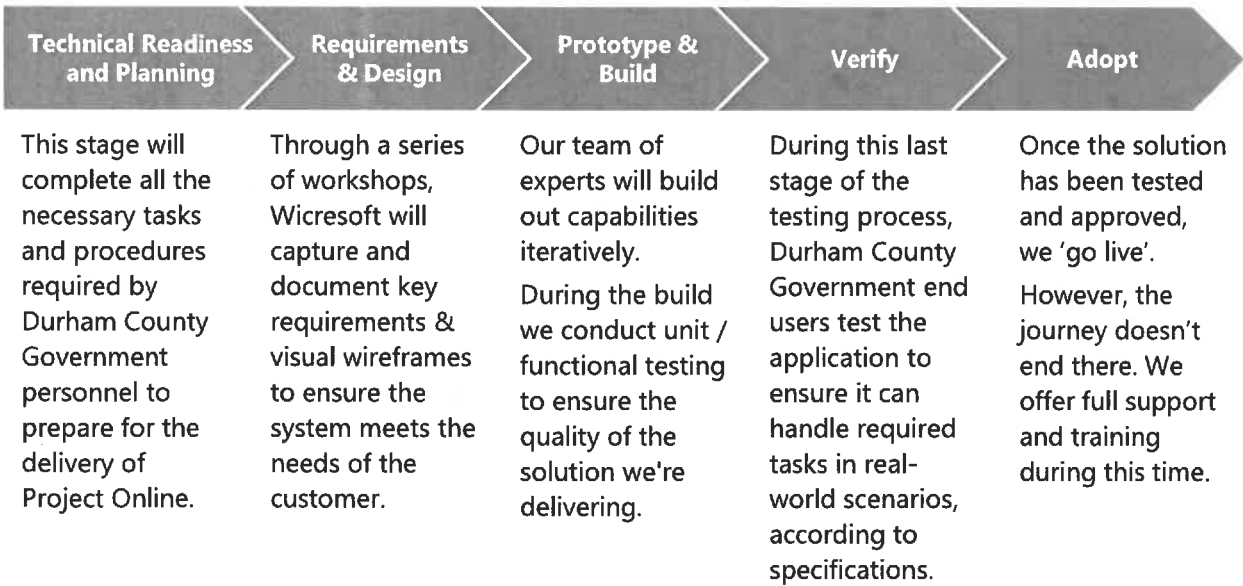 Technical Readiness
and Planning
Requirements
& Design
Prototype &
Build
Verify
Adopt
This stage will
complete all the
necessary tasks
and procedures
required by
Durham County
Government
personnel to
prepare for the
delivery of
Project Online.
Through a series
of workshops,
Wicresoft will
capture and
document key
requirements &
visual wireframes
to ensure the
system meets the
needs of the
customer.
Our team of
experts will build
out capabilities
iteratively.
During the build
we conduct unit /
functional testing
to ensure the
quality of the
solution we're
delivering.
During this last
stage of the
testing process,
Durham County
Government end
users test the
application to
ensure it can
handle required
tasks in real-
world scenarios,
according to
specifications.
Once the solution
has been tested
and approved,
we 'go live'.
However, the
journey doesn't
end there. We
offer full support
and training
during this time.